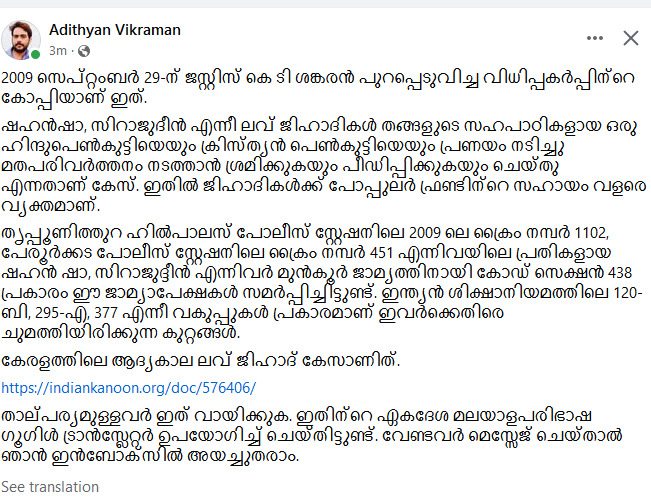 Adithyan Vikraman
3m ·
2009 സെപ്റ്റംബർ 29-ന് ജസ്റ്റിസ് കെ ടി ശങ്കരൻ പുറപ്പെടുവിച്ച വിധിപ്പകർപ്പിന്റെ
കോപ്പിയാണ് ഇത്.
ഷഹൻഷാ, സിറാജുദീൻ എന്നീ ലവ് ജിഹാദികൾ തങ്ങളുടെ സഹപാഠികളായ ഒരു
ഹിന്ദുപെൺകുട്ടിയെയും ക്രിസ്ത്യൻ പെൺകുട്ടിയെയും പ്രണയം നടിച്ചു
മതപരിവർത്തനം നടത്താൻ ശ്രമിക്കുകയും പീഡിപ്പിക്കുകയും ചെയ്തു
എന്നതാണ് കേസ്. ഇതിൽ ജിഹാദികൾക്ക് പോപ്പുലർ ഫ്രണ്ടിന്റെ സഹായം വളരെ
വ്യക്തമാണ്.
തൃപ്പൂണിത്തുറ ഹിൽപാലസ് പോലീസ് സ്റ്റേഷനിലെ 2009 ലെ ക്രൈം നമ്പർ 1102,
പേരൂർക്കട പോലീസ് സ്റ്റേഷനിലെ ക്രൈം നമ്പർ 451 എന്നിവയിലെ പ്രതികളായ
ഷഹൻ ഷാ, സിറാജുദ്ദീൻ എന്നിവർ മുൻകൂർ ജാമ്യത്തിനായി കോഡ് സെക്ഷൻ 438
പ്രകാരം ഈ ജാമ്യാപേക്ഷകൾ സമർപ്പിച്ചിട്ടുണ്ട്. ഇന്ത്യൻ ശിക്ഷാനിയമത്തിലെ 120-
ബി, 295-എ, 377 എന്നീ വകുപ്പുകൾ പ്രകാരമാണ് ഇവർക്കെതിരെ
ചുമത്തിയിരിക്കുന്ന കുറ്റങ്ങൾ.
കേരളത്തിലെ ആദ്യകാല ലവ് ജിഹാദ് കേസാണിത്.
https://indiankanoon.org/doc/576406/
താല്പര്യമുള്ളവർ ഇത് വായിക്കുക. ഇതിന്റെ ഏകദേശ മലയാളപരിഭാഷ
ഗൂഗിൾ ട്രാൻസ്ലേറ്റർ ഉപയോഗിച്ച് ചെയ്തിട്ടുണ്ട്. വേണ്ടവർ മെസ്സേജ് ചെയ്താൽ
ഞാൻ ഇൻബോക്സിൽ അയച്ചുതരാം.
See translation